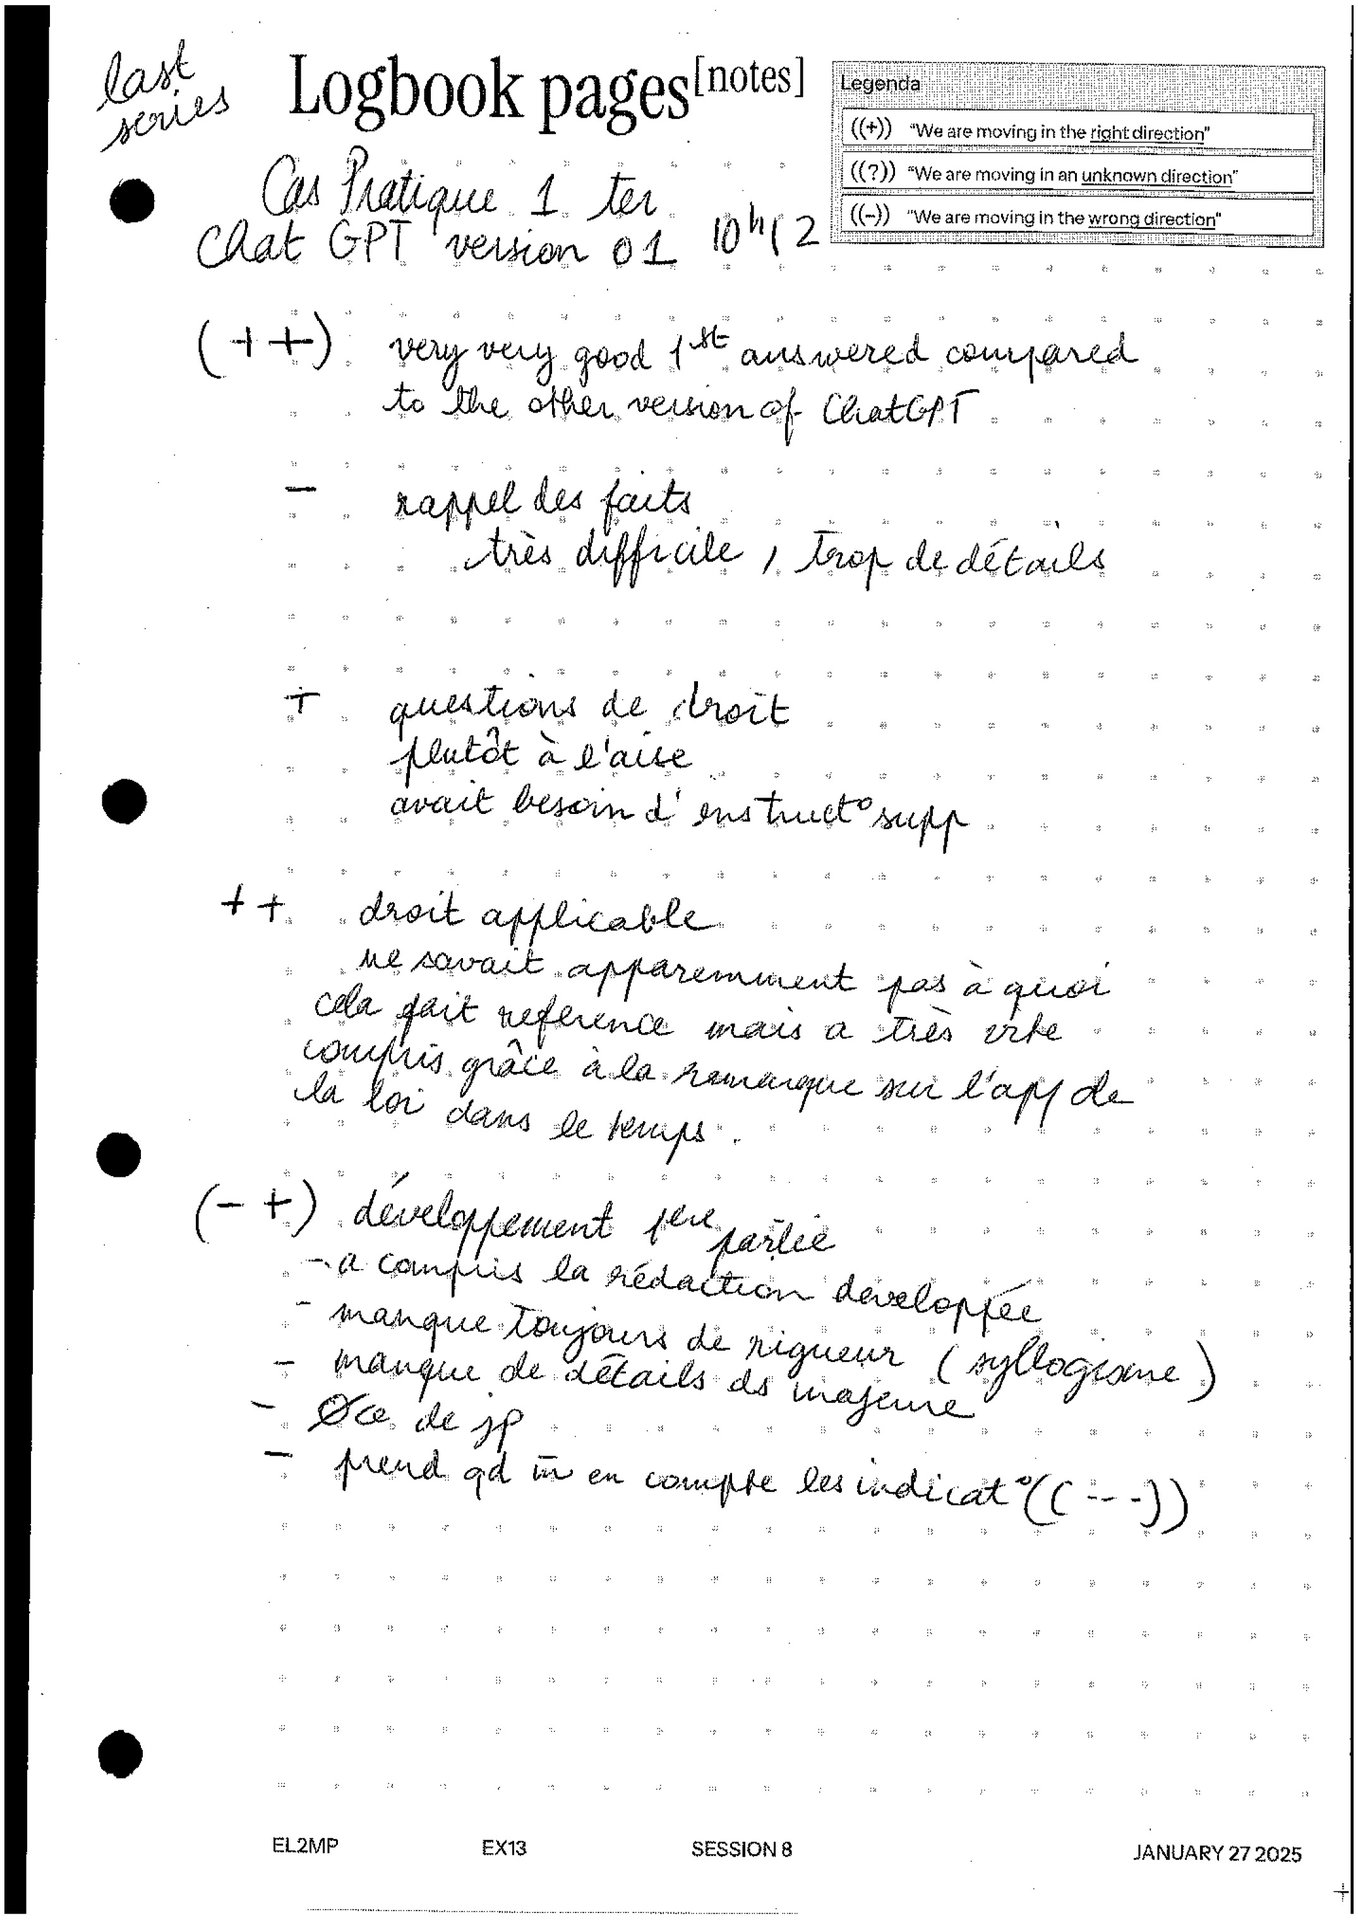 last
series
Logbook pages[notes]
Legenda
((+)) "We are moving in the right direction"
((?)) "We are moving in an unknown direction"
((-)) "We are moving in the wrong direction"
Cas Pratique 1 ter
Chat GPT version 01 10h12
(++) very very good 1st answered compared
to the other version of ChatGPT
— rappel des faits
très difficile, trop de détails
+ questions de droit
plutôt à l'aise
avait besoin d'instructo supp
++ droit applicable
ne savait apparemment pas à quoi
cela fait reference mais a très vite
compris grâce à la remarque sur l'app de
la loi dans le temps.
(- +) développement 1ere partie
- a compris la rédaction développée
- manque toujours de rigueur (syllogisme)
- manque de détails ds majeure
- Øce de jp
- prend qd m̄ en compte les indicato ((---))
EL2MP EX13 SESSION 8 JANUARY 27 2025